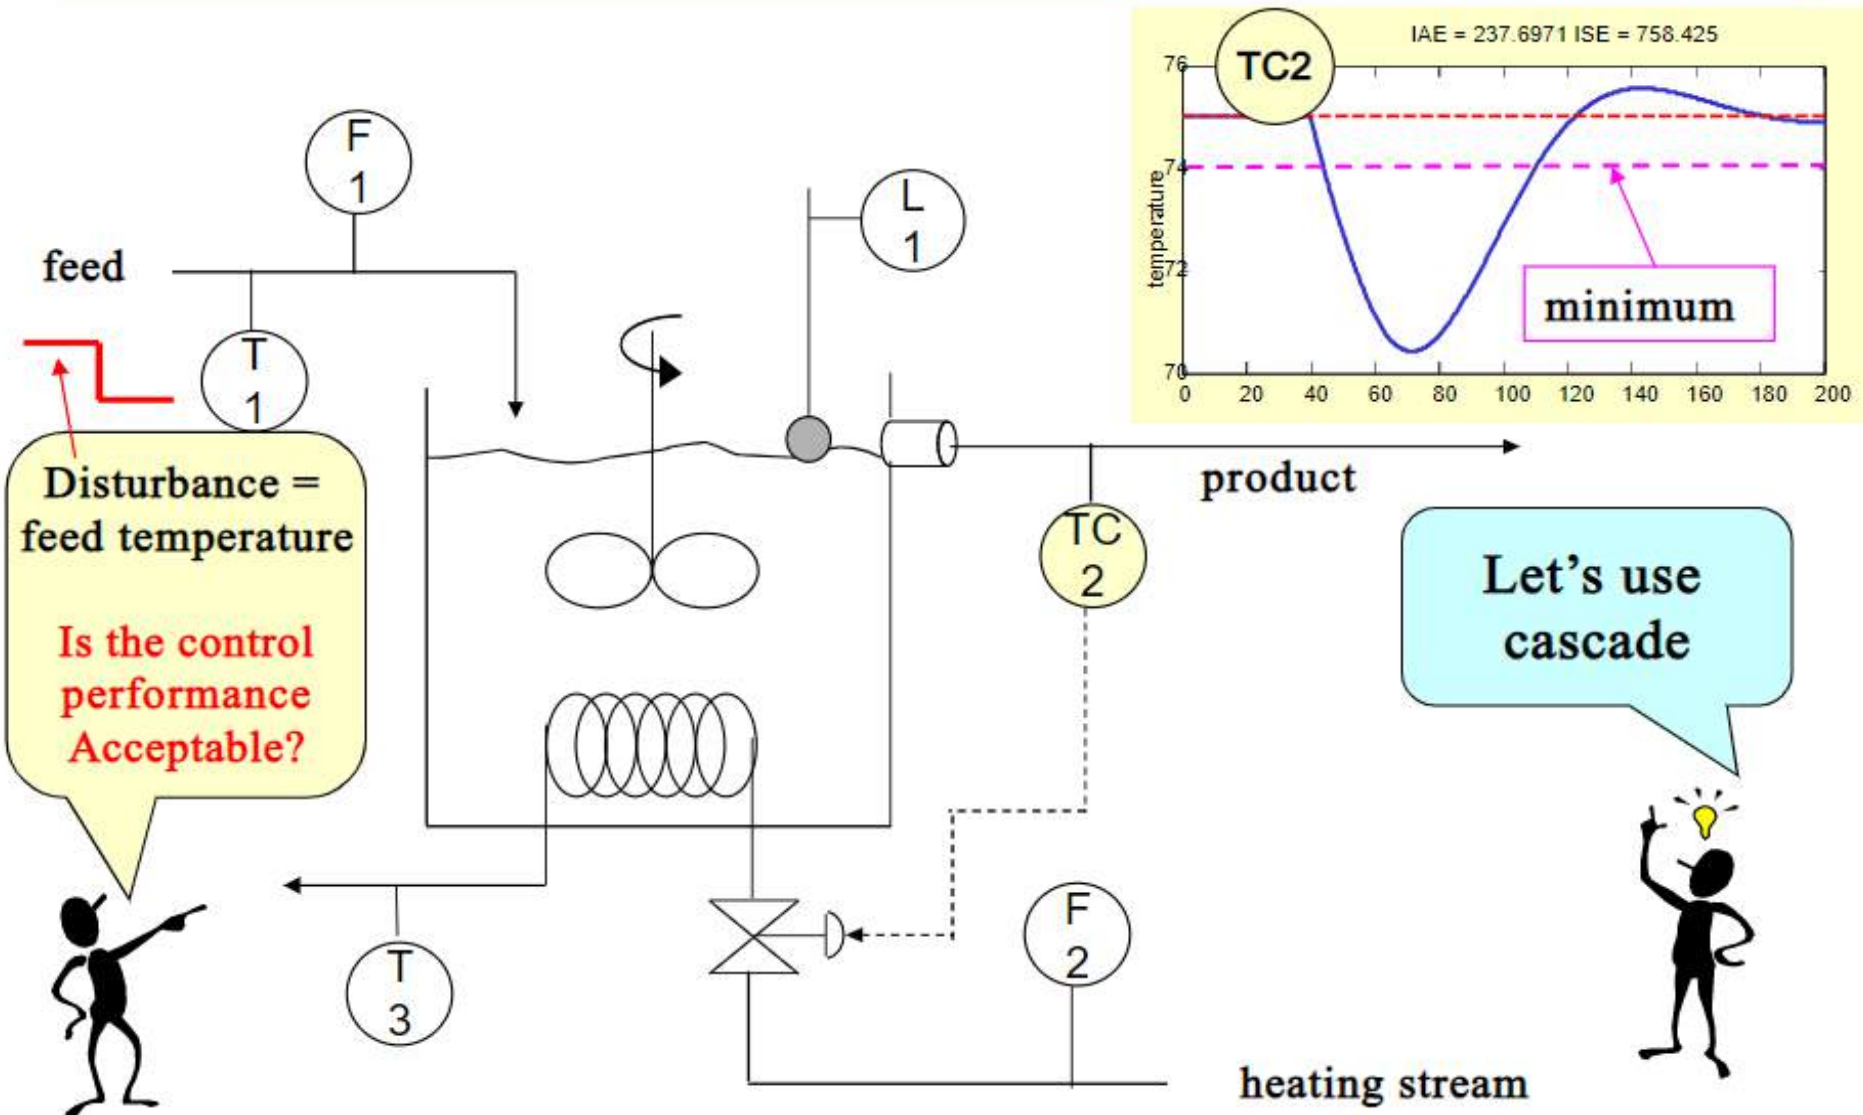 IAE = 237.6971 ISE = 758.425
TC2
76
74
72
70
temperature
0 20 40 60 80 100 120 140 160 180 200
minimum
F
1
L
1
feed
T
1
Disturbance =
feed temperature
Is the control
performance
Acceptable?
product
TC
2
Let's use
cascade
F
2
T
3
heating stream